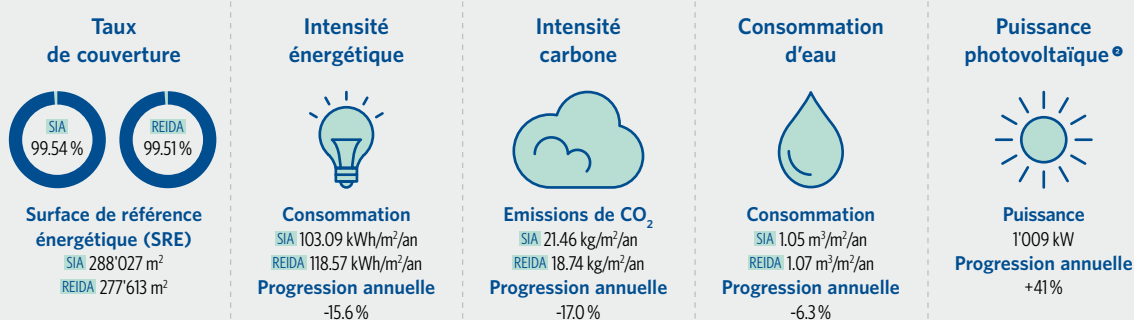 Taux
de couverture
SIA
99.54 %
REIDA
99.51 %
Surface de référence
énergétique (SRE)
SIA 288'027 m²
REIDA 277'613 m²
Intensité
énergétique
Consommation
SIA 103.09 kWh/m²/an
REIDA 118.57 kWh/m²/an
Progression annuelle
-15.6 %
Intensité
carbone
Emissions de CO₂
SIA 21.46 kg/m²/an
REIDA 18.74 kg/m²/an
Progression annuelle
-17.0 %
Consommation
d'eau
Consommation
SIA 1.05 m³/m²/an
REIDA 1.07 m³/m²/an
Progression annuelle
-6.3 %
Puissance
photovoltaïque ❷
Puissance
1'009 kW
Progression annuelle
+41 %